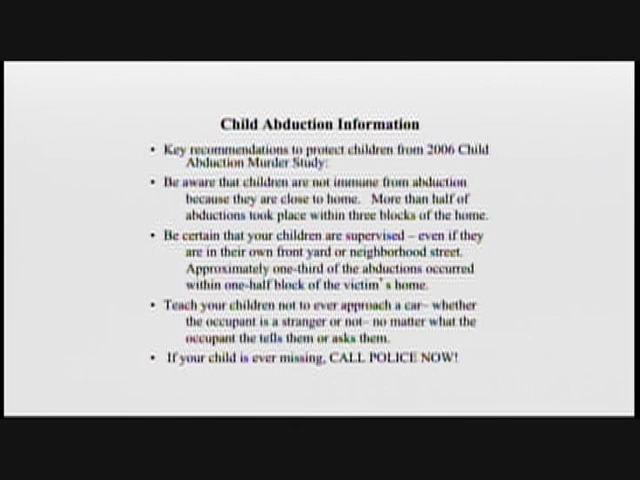 Child Abduction Information
• Key recommendations to protect children from 2006 Child
Abduction Murder Study:
• Be aware that children are not immune from abduction
because they are close to home. More than half of
abductions took place within three blocks of the home.
• Be certain that your children are supervised – even if they
are in their own front yard or neighborhood street.
Approximately one-third of the abductions occurred
within one-half block of the victim's home.
• Teach your children not to ever approach a car– whether
the occupant is a stranger or not– no matter what the
occupant the tells them or asks them.
• If your child is ever missing, CALL POLICE NOW!